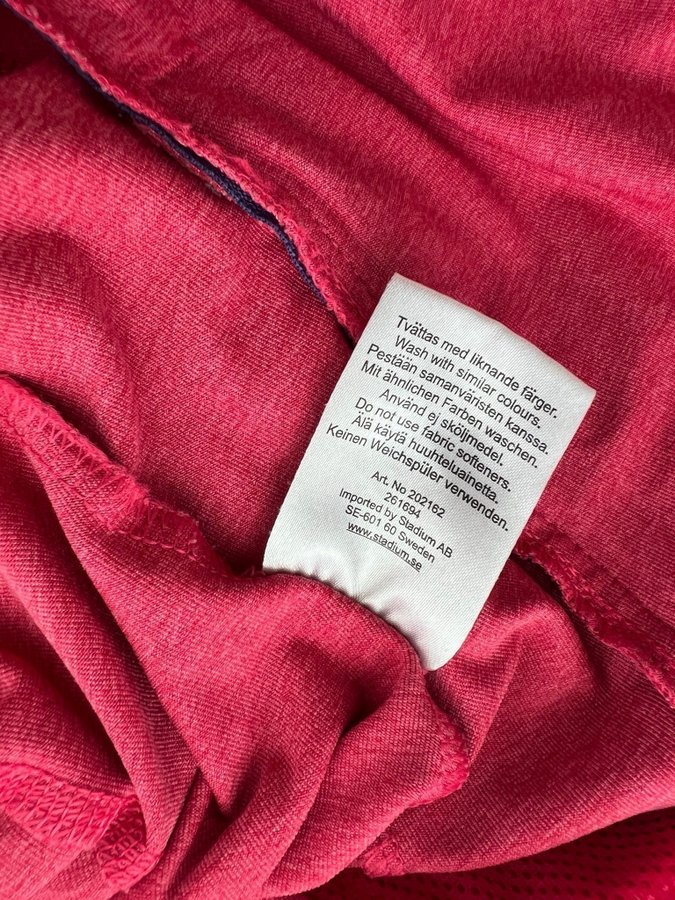 Tvättas med liknande färger.
Wash with similar colours.
Pestään samanväristen kanssa.
Mit ähnlichen Farben waschen.
Använd ej sköljmedel.
Do not use fabric softeners.
Älä käytä huuhteluainetta.
Keinen Weichspüler verwenden.
Art. No 202162
261694
Imported by Stadium AB
SE-601 60 Sweden
www.stadium.se